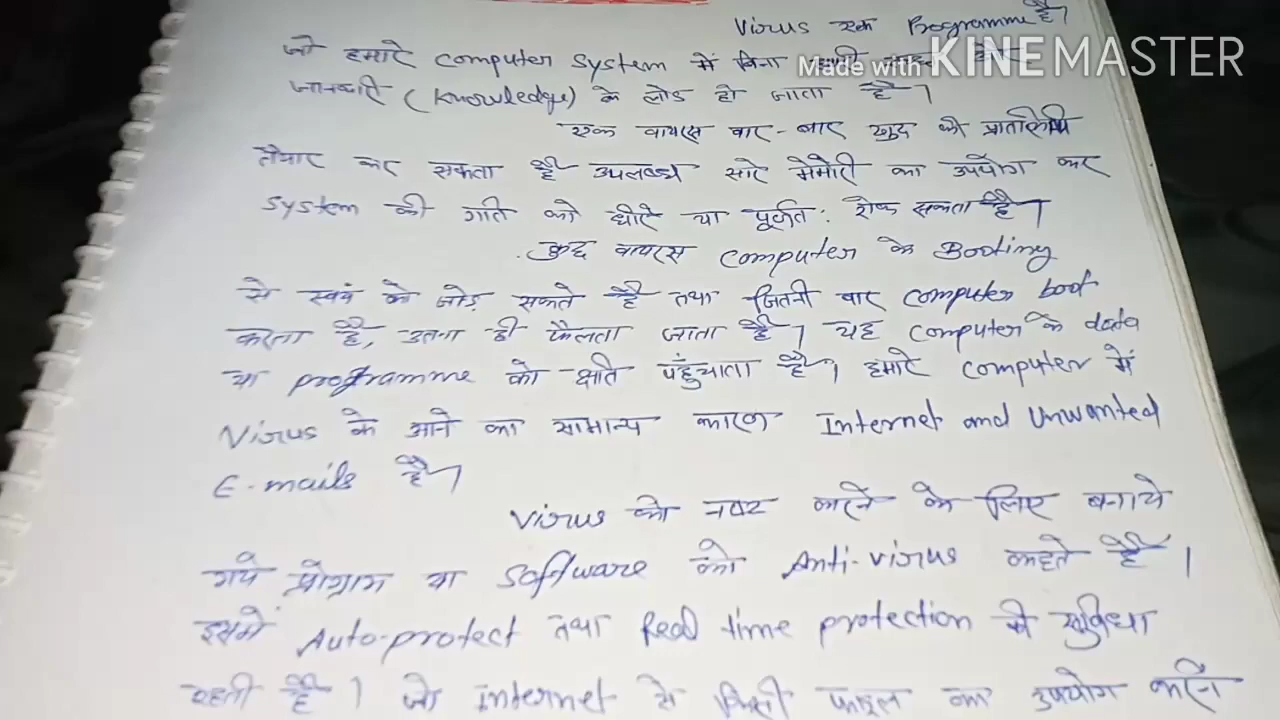 Virus एक Programme है।
जो हमारे computer system में बिना
Made with KINEMASTER
जानकारी (Knowledge) के लोड हो जाता है।
एक वायरस बार-बार खुद की प्रतिलिपि
तैयार कर सकता है उपलब्ध सारे मेमोरी का उपयोग कर
System की गति को धीरे या पूर्णत: रोक सकता है।
कुछ वायरस computer के Booting
से स्वयं को जोड़ सकते है तथा जितनी बार computer boot
करता है, उतना ही फैलता जाता है। यह computer के data
या programme को क्षति पहुँचाता है। हमारे computer में
Virus के आने का सामान्य कारण Internet and Unwanted
E-mails है।
Virus को नष्ट करने के लिए बनाये
गये प्रोग्राम या Software को Anti-virus कहते है।
इसमें Auto-protect तथा Real time protection की सुविधा
रहती है। जो internet से किसी फाइल का उपयोग करने